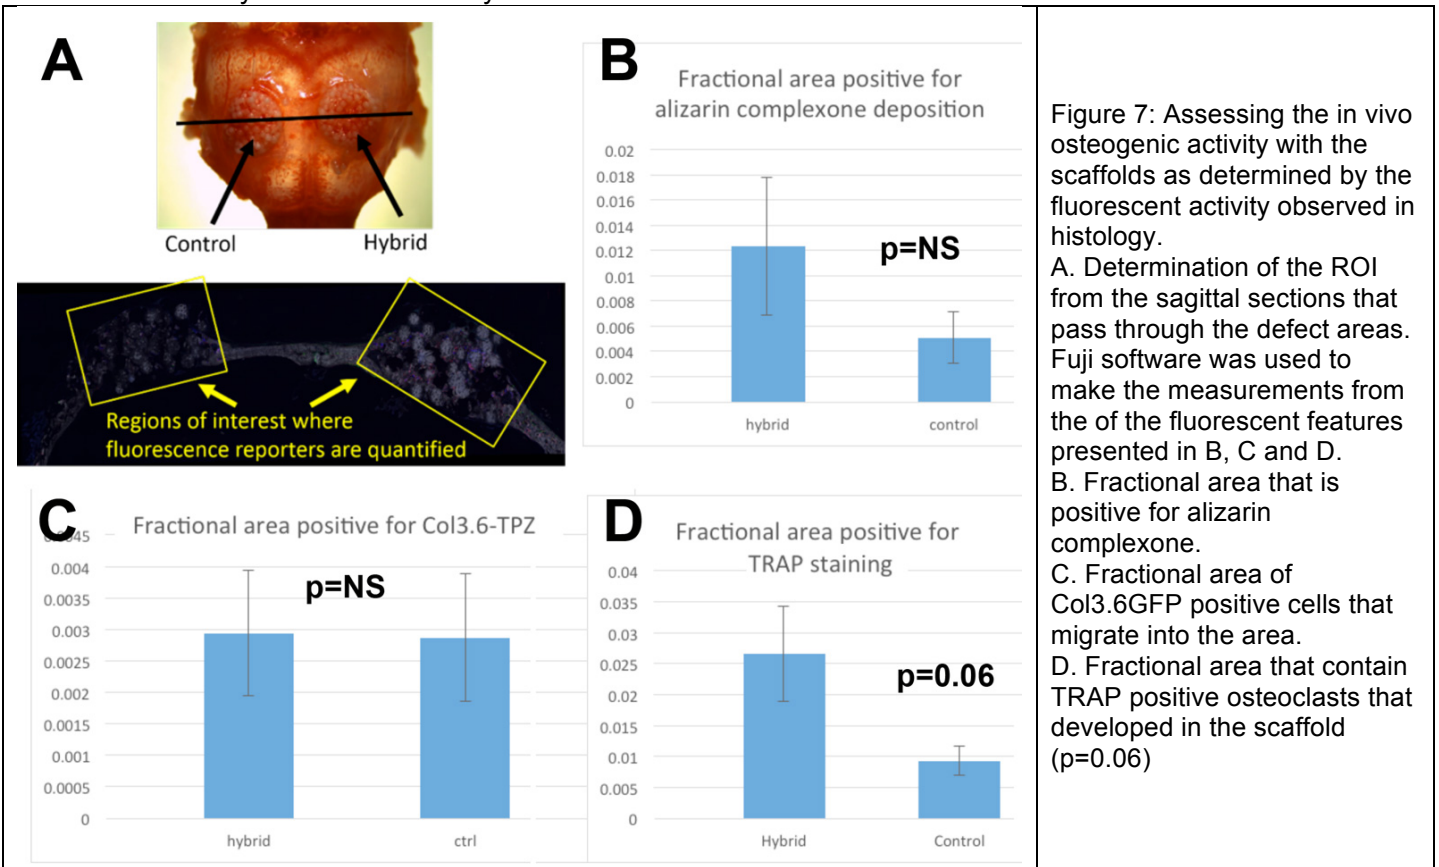 A
Control
Hybrid
Regions of interest where
fluorescence reporters are quantified
B
Fractional area positive for
alizarin complexone deposition
0.02
0.018
0.016
0.014
0.012
0.01
0.008
0.006
0.004
0.002
0
p=NS
hybrid
control
C
Fractional area positive for Col3.6-TPZ
0.004
0.0035
0.003
0.0025
0.002
0.0015
0.001
0.0005
0
p=NS
hybrid
ctrl
D
Fractional area positive for
TRAP staining
0.04
0.035
0.03
0.025
0.02
0.015
0.01
0.005
0
p=0.06
Hybrid
Control
Figure 7: Assessing the in vivo
osteogenic activity with the
scaffolds as determined by the
fluorescent activity observed in
histology.
A. Determination of the ROI
from the sagittal sections that
pass through the defect areas.
Fuji software was used to
make the measurements from
the of the fluorescent features
presented in B, C and D.
B. Fractional area that is
positive for alizarin
complexone.
C. Fractional area of
Col3.6GFP positive cells that
migrate into the area.
D. Fractional area that contain
TRAP positive osteoclasts that
developed in the scaffold
(p=0.06)